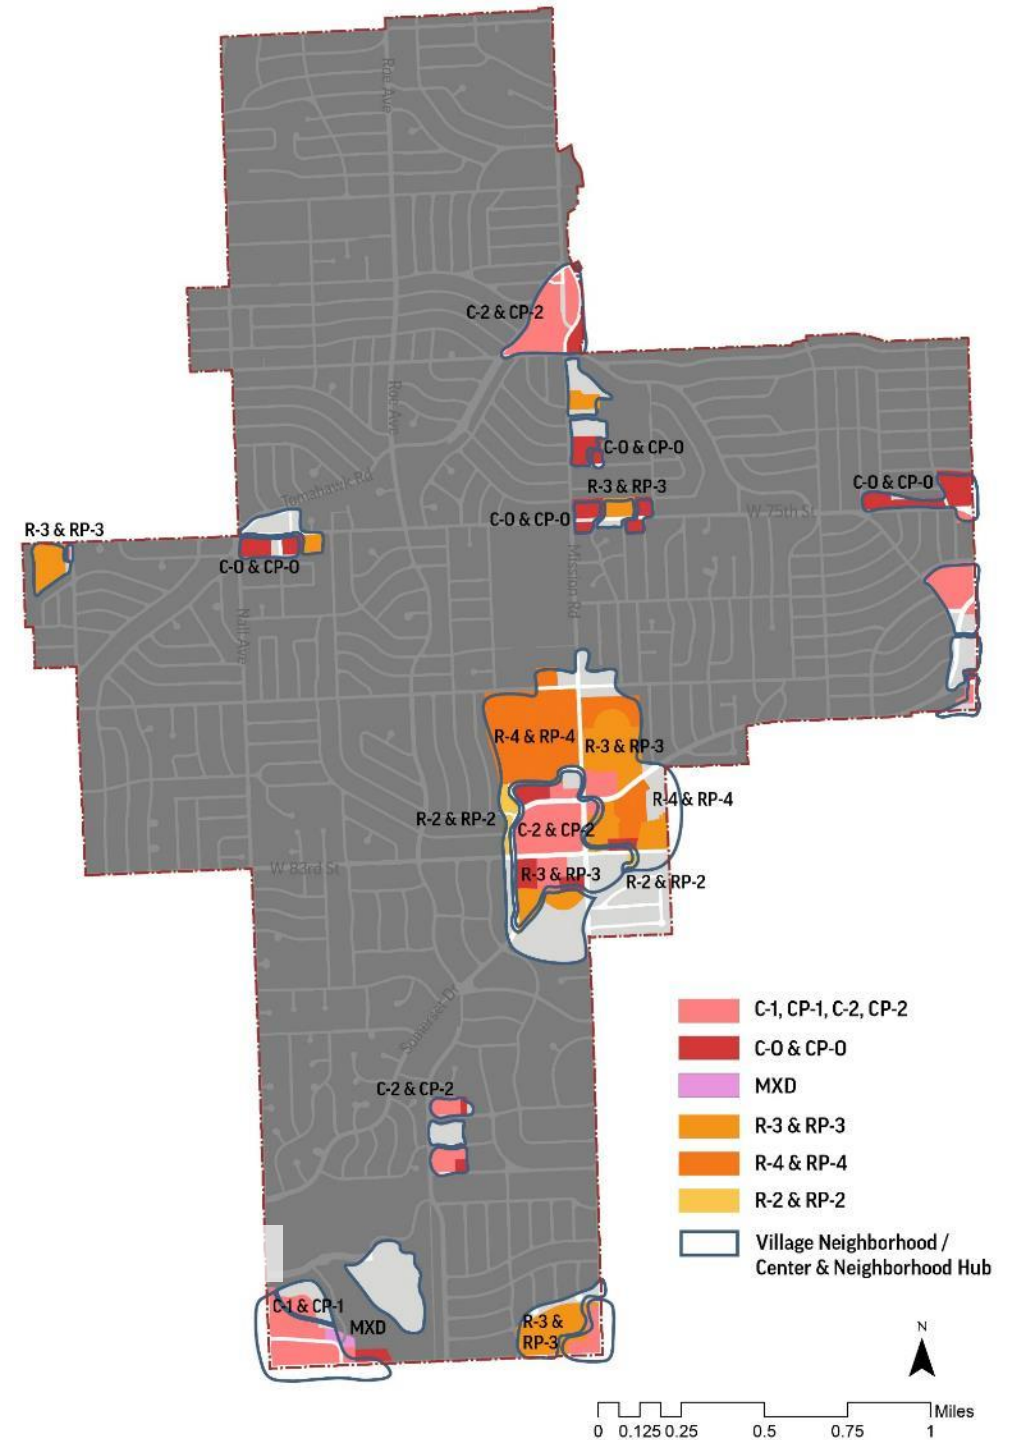 Roe Ave
C-2 & CP-2
Roe Ave
C-O & CP-O
Tomahawk Rd
R-3 & RP-3
C-O & CP-O
C-O & CP-O
W 75th St
R-3 & RP-3
C-O & CP-O
Mission Rd
Nall Ave
R-4 & RP-4
R-3 & RP-3
R-4 & RP-4
R-2 & RP-2
C-2 & CP-2
W 83rd St
R-3 & RP-3
R-2 & RP-2
Somerset Dr
C-2 & CP-2
C-1, CP-1, C-2, CP-2
C-O & CP-O
MXD
R-3 & RP-3
R-4 & RP-4
R-2 & RP-2
Village Neighborhood /
Center & Neighborhood Hub
C-1 & CP-1
MXD
R-3 &
RP-3
N
Miles
0 0.125 0.25 0.5 0.75 1